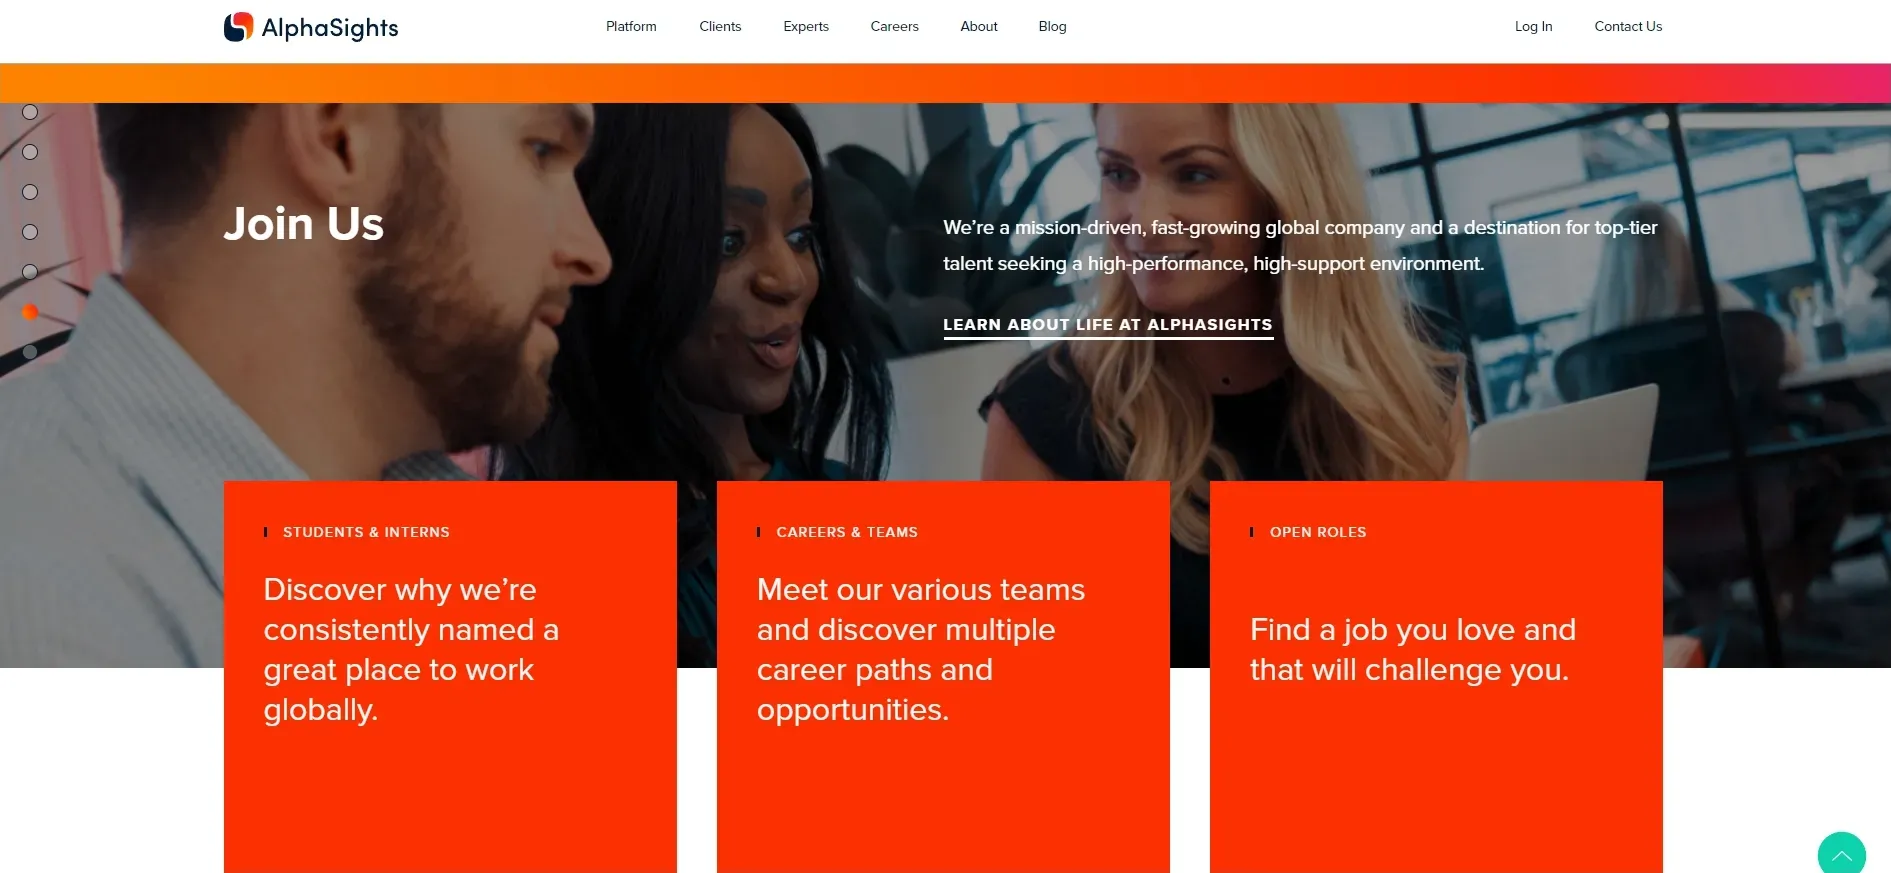 AlphaSights
Platform
Clients
Experts
Careers
About
Blog
Log In
Contact Us
Join Us
We’re a mission-driven, fast-growing global company and a destination for top-tier
talent seeking a high-performance, high-support environment.
LEARN ABOUT LIFE AT ALPHASIGHTS
STUDENTS & INTERNS
Discover why we’re
consistently named a
great place to work
globally.
CAREERS & TEAMS
Meet our various teams
and discover multiple
career paths and
opportunities.
OPEN ROLES
Find a job you love and
that will challenge you.